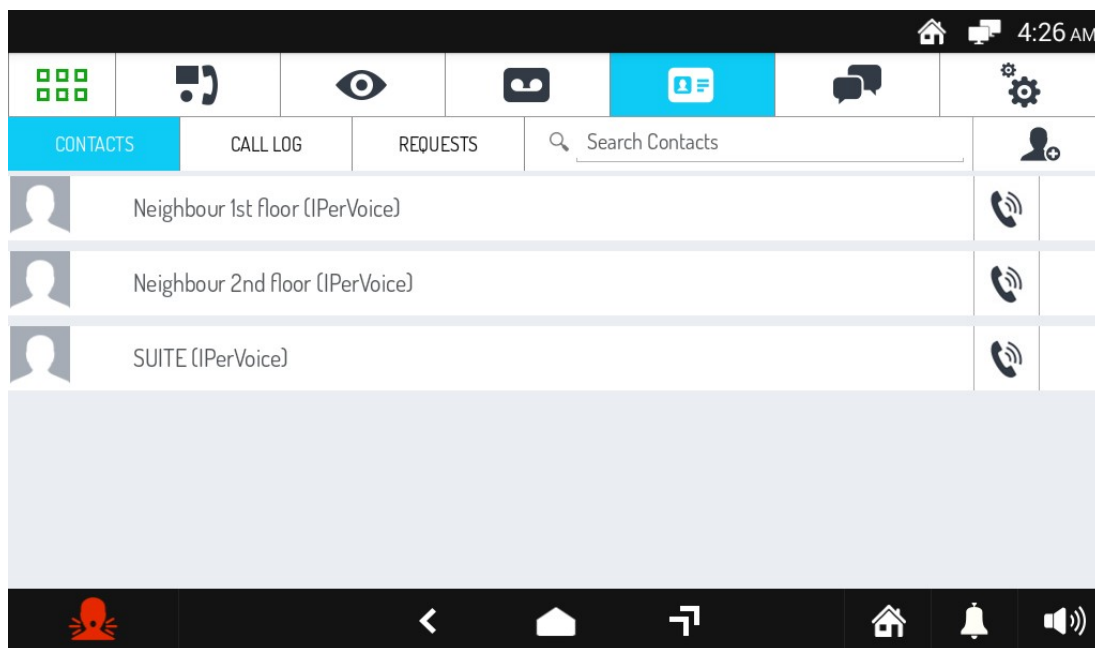 4:26 AM
CONTACTS CALL LOG REQUESTS Search Contacts
Neighbour 1st floor (IPerVoice)
Neighbour 2nd floor (IPerVoice)
SUITE (IPerVoice)